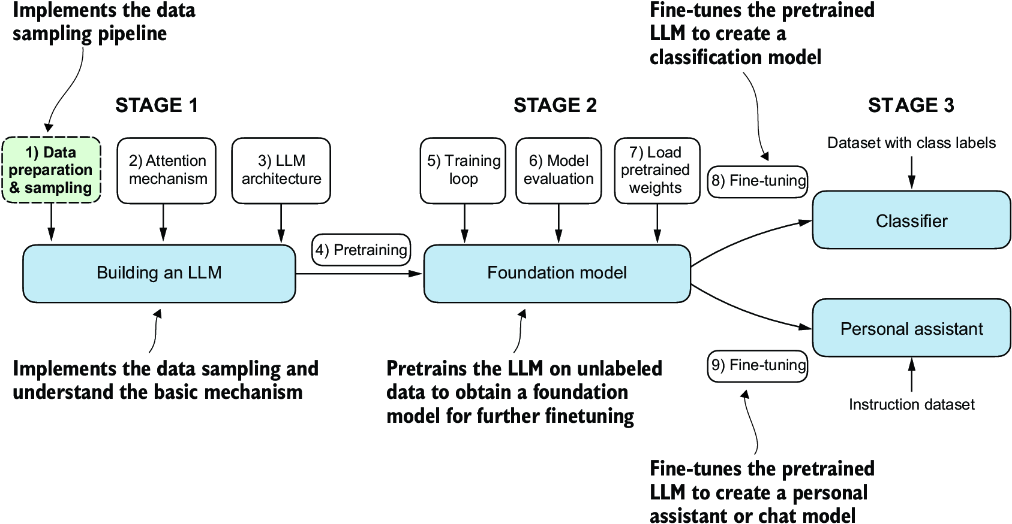 Implements the data
sampling pipeline
Fine-tunes the pretrained
LLM to create a
classification model
STAGE 1
STAGE 2
STAGE 3
1) Data
preparation
& sampling
2) Attention
mechanism
3) LLM
architecture
5) Training
loop
6) Model
evaluation
7) Load
pretrained
weights
8) Fine-tuning
Dataset with class labels
Classifier
4) Pretraining
Building an LLM
Foundation model
Personal assistant
9) Fine-tuning
Instruction dataset
Implements the data sampling and
understand the basic mechanism
Pretrains the LLM on unlabeled
data to obtain a foundation
model for further finetuning
Fine-tunes the pretrained
LLM to create a personal
assistant or chat model